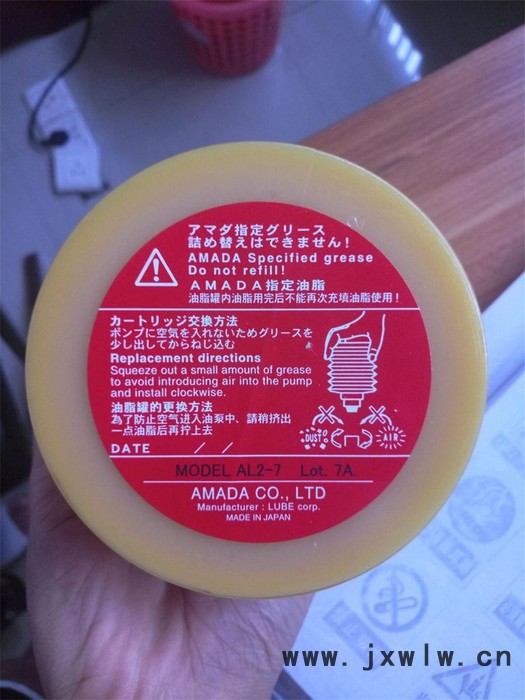 アマダ指定グリース
詰め替えはできません!
AMADA Specified grease
Do not refill!
AMADA指定油脂
油脂罐内油脂用完后不能再次充填油脂使用!
カートリッジ交換方法
ポンプに空気を入れないためグリースを
少し出してからねじ込む
Replacement directions
Squeeze out a small amount of grease
to avoid introducing air into the pump
and install clockwise.
油脂罐的更換方法
為了防止空气进入油泵中、請稍挤出
一点油脂后再拧上去
DUST
AIR
DATE / /
MODEL AL2-7 Lot. 7A.
AMADA CO., LTD
Manufacturer : LUBE corp.
MADE IN JAPAN
www.jxwlw.cn